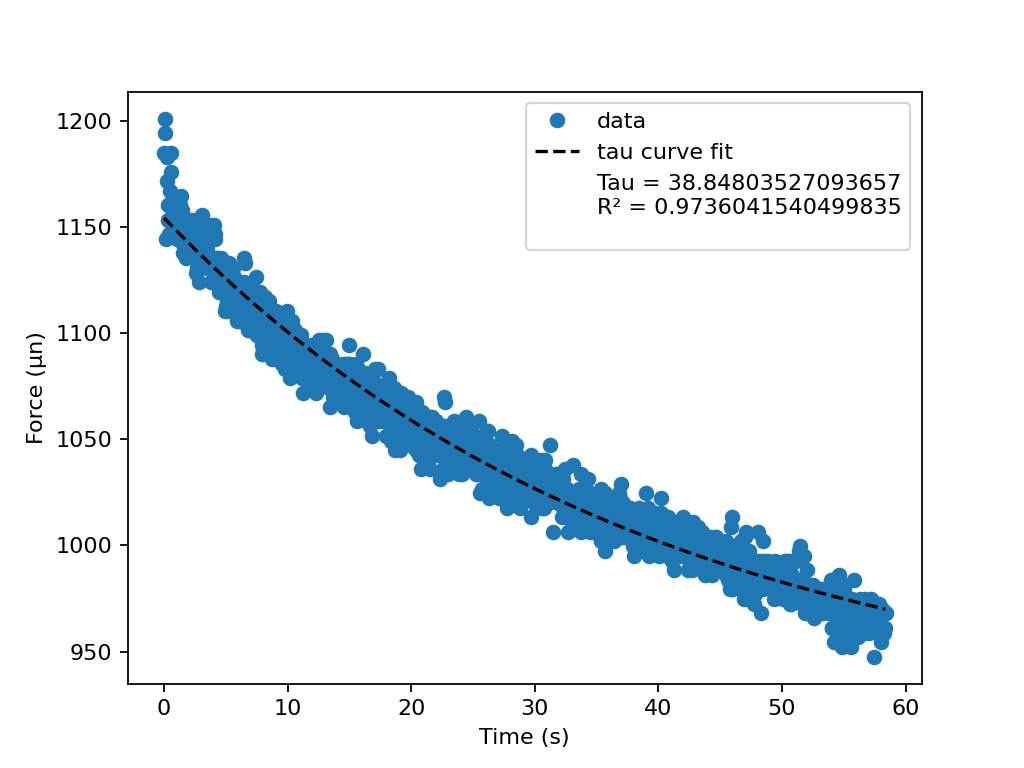 1200
1150
1100
1050
1000
950
Force (μn)
0 10 20 30 40 50 60
Time (s)
data
tau curve fit
Tau = 38.84803527093657
R² = 0.9736041540499835